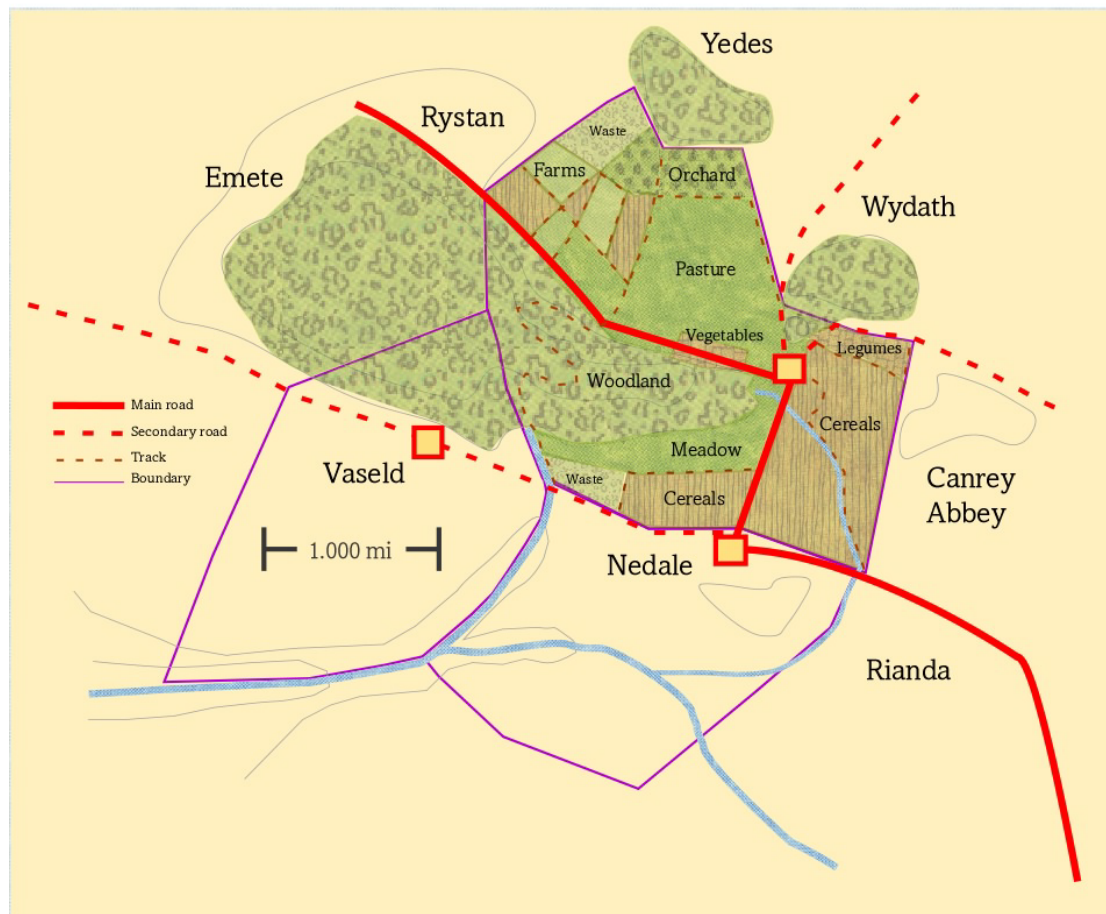 Yedes
Rystan
Waste
Farms
Orchard
Emete
Wydath
Pasture
Vegetables
Legumes
Woodland
Main road
Secondary road
Track
Boundary
Cereals
Meadow
Vaseld
Waste
Cereals
Canrey
Abbey
1.000 mi
Nedale
Rianda